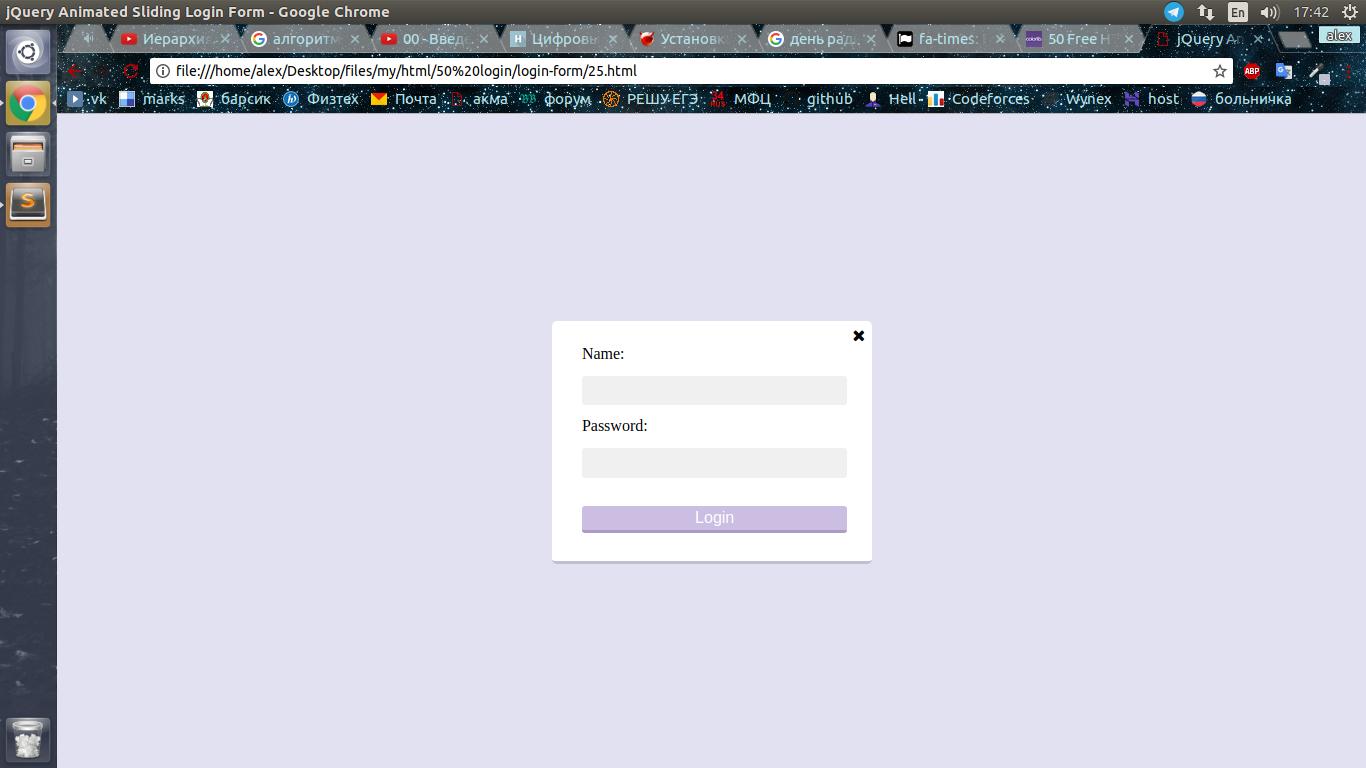 jQuery Animated Sliding Login Form - Google Chrome
En 17:42
Иерархи алгоритм 00 - Введ Цифровы Установк день рад fa-times: 50 Free H jQuery An alex
file:///home/alex/Desktop/files/my/html/50%20login/login-form/25.html ABP
vk marks барсик Физтех Почта акма форум РЕШУ ЕГЭ МФЦ github Hell Codeforces Wynex host больничка
Name:
Password:
Login